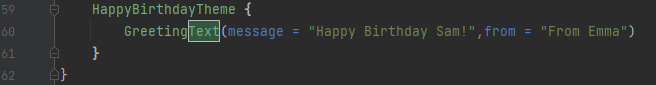 59 HappyBirthdayTheme {
60 GreetingText(message = "Happy Birthday Sam!",from = "From Emma")
61 }
62 }